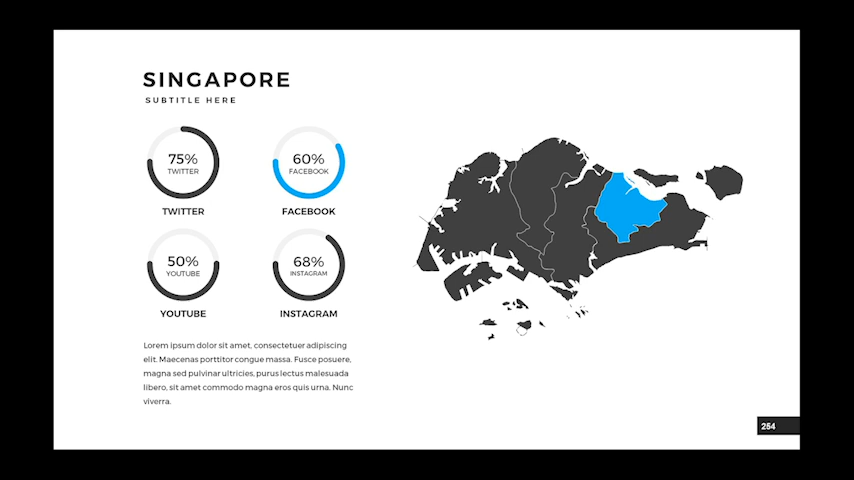 SINGAPORE
SUBTITLE HERE
75%
TWITTER
TWITTER
60%
FACEBOOK
FACEBOOK
50%
YOUTUBE
YOUTUBE
68%
INSTAGRAM
INSTAGRAM
Lorem ipsum dolor sit amet, consectetuer adipiscing
elit. Maecenas porttitor congue massa. Fusce posuere,
magna sed pulvinar ultricies, purus lectus malesuada
libero, sit amet commodo magna eros quis urna. Nunc
viverra.
254